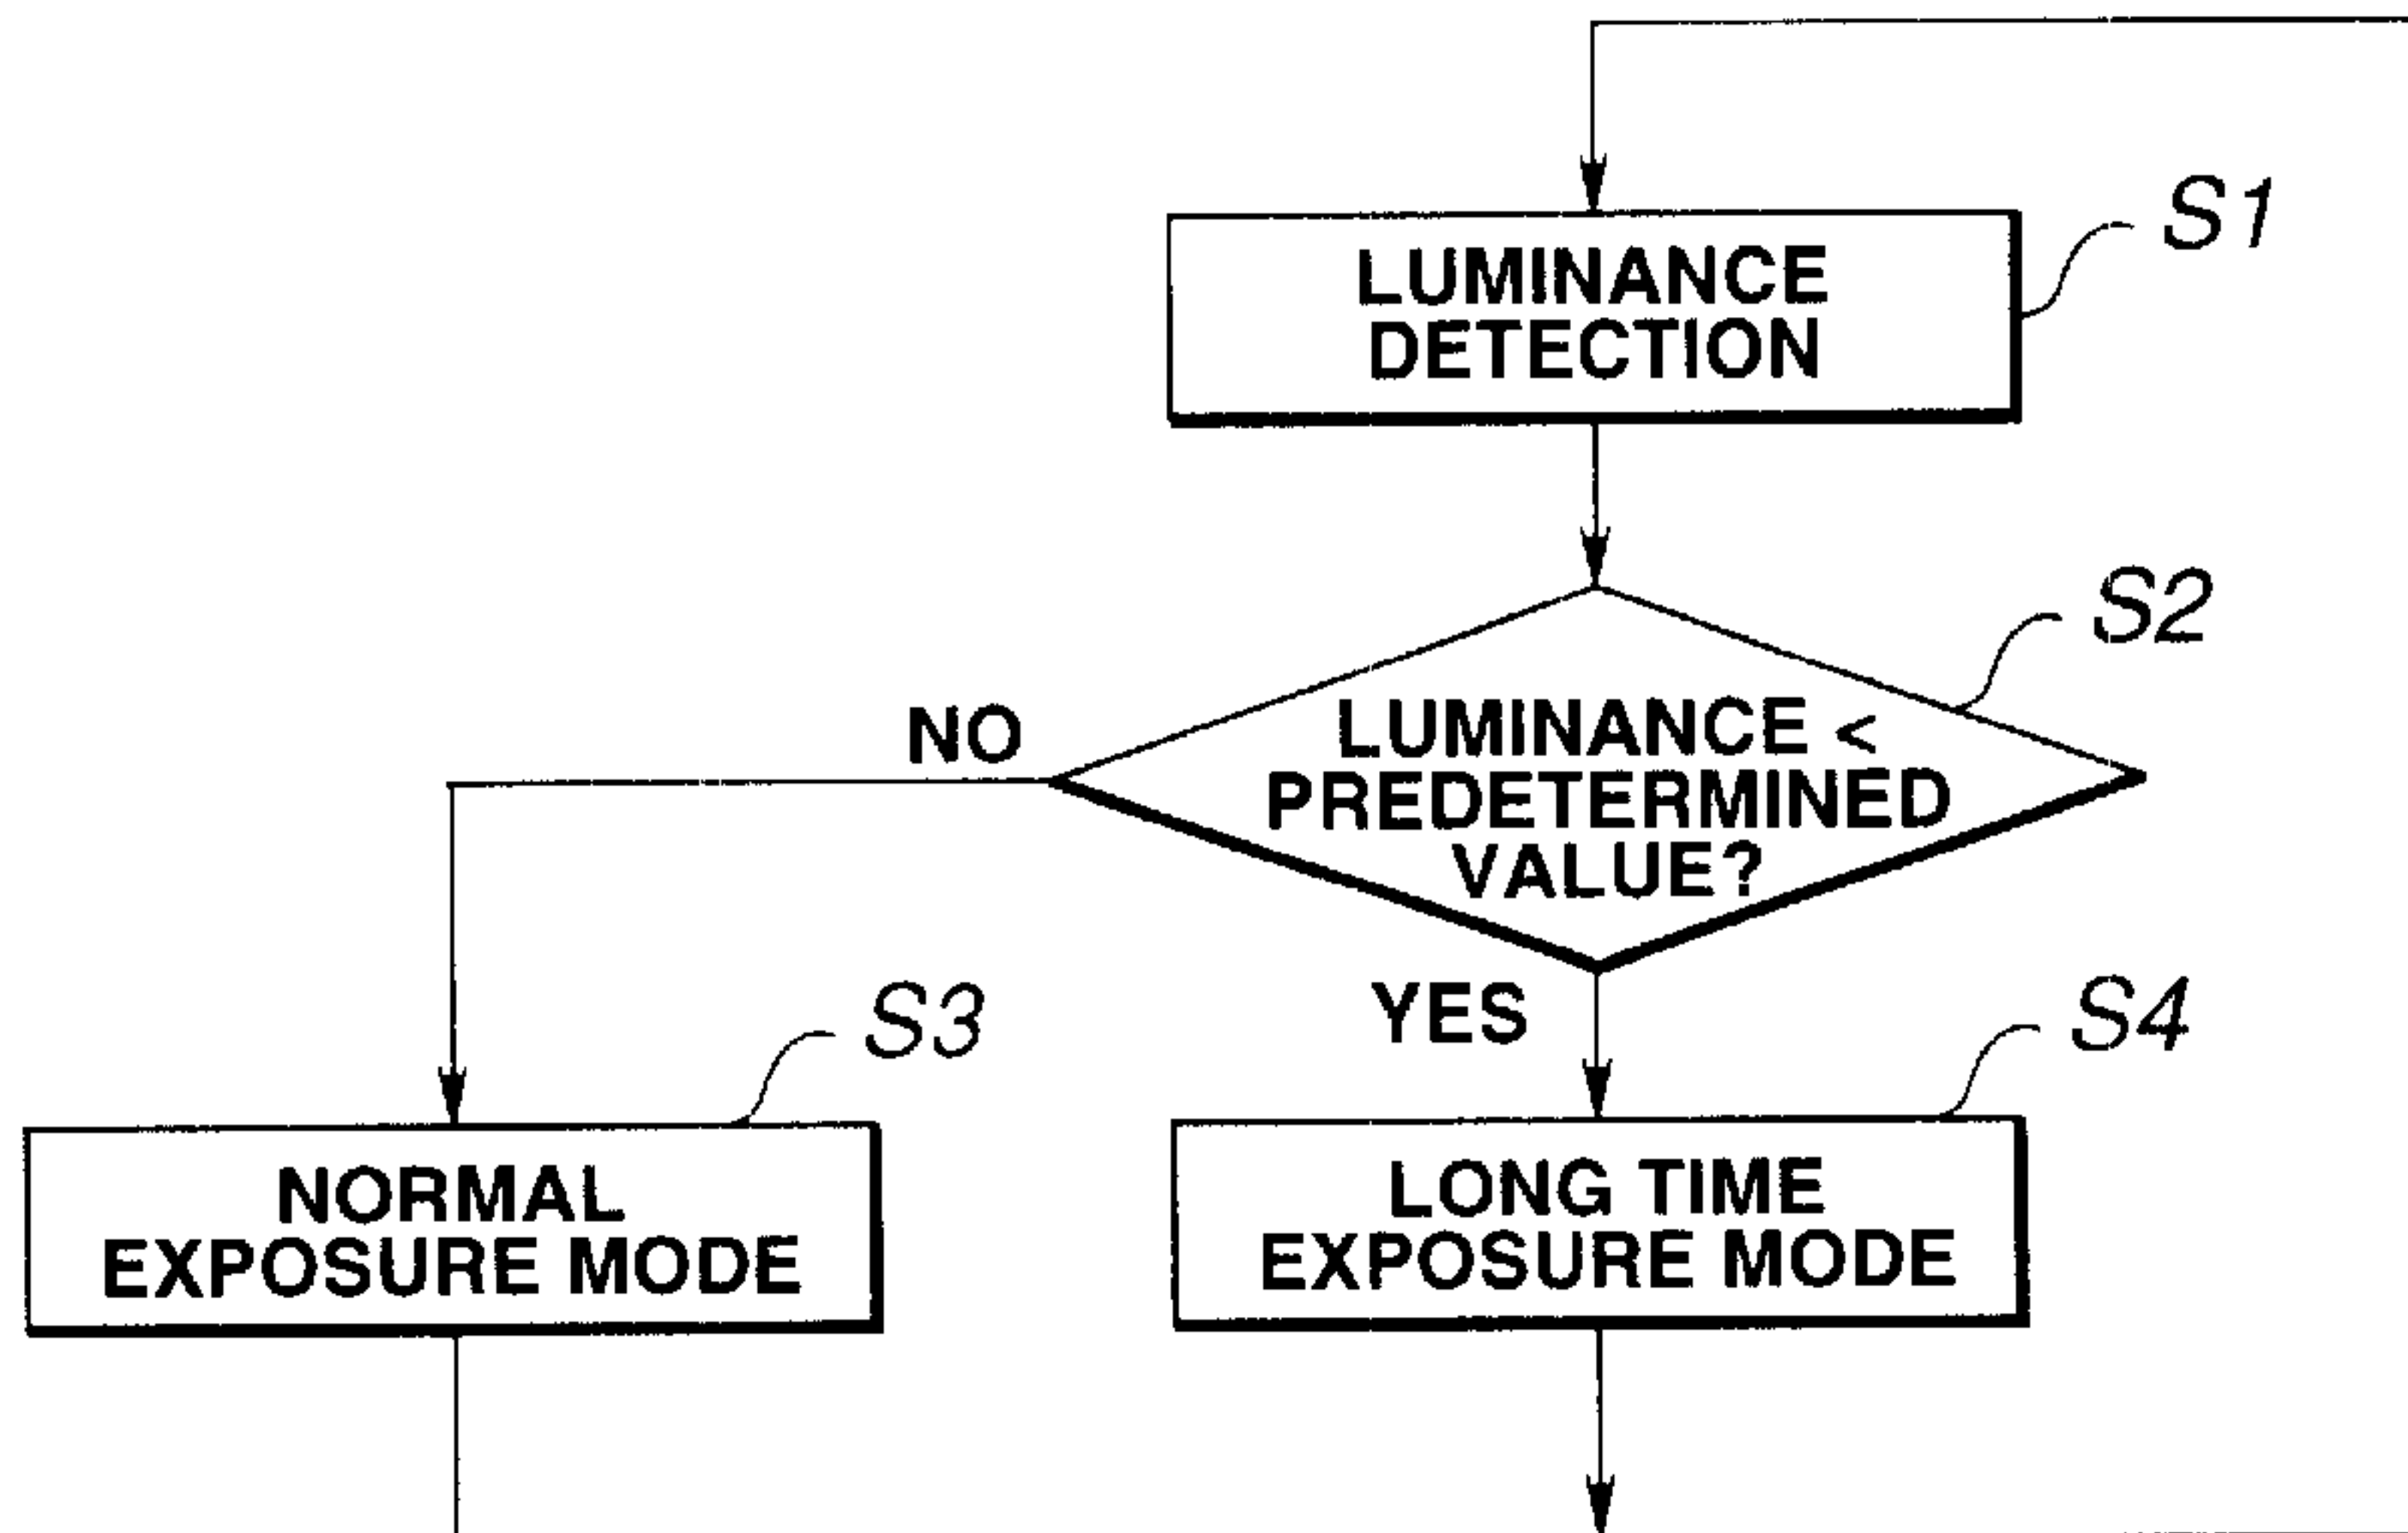 LUMINANCE
DETECTION
S1
S2
LUMINANCE <
PREDETERMINED
VALUE?
NO
YES
S3
NORMAL
EXPOSURE MODE
S4
LONG TIME
EXPOSURE MODE